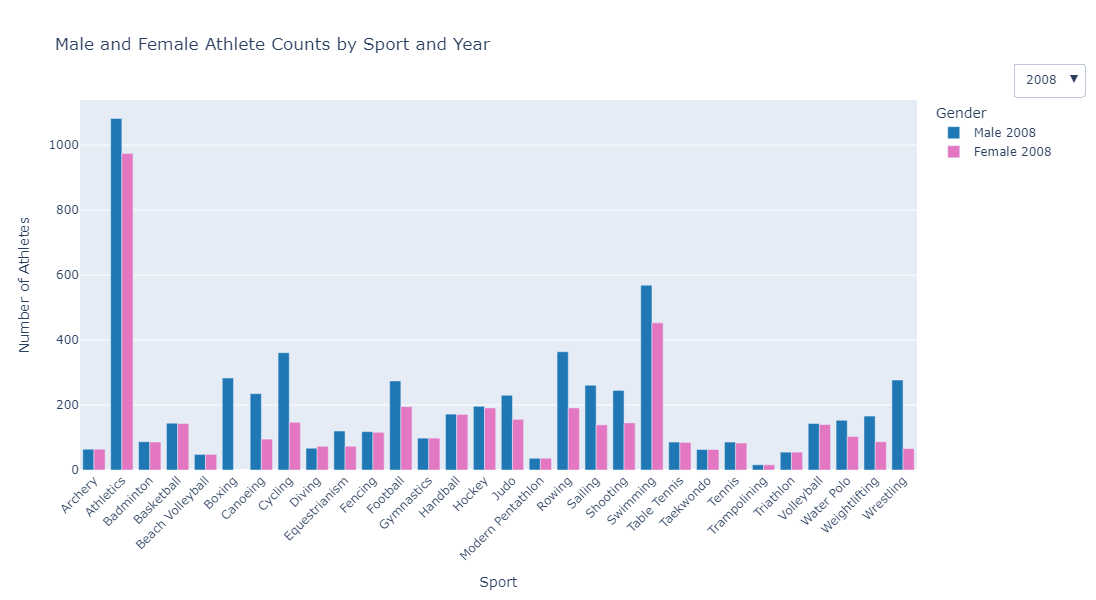 Male and Female Athlete Counts by Sport and Year
2008 ▼
Gender
Male 2008
Female 2008
Number of Athletes
1000
800
600
400
200
0
Archery
Athletics
Badminton
Basketball
Beach Volleyball
Boxing
Canoeing
Cycling
Diving
Equestrianism
Fencing
Football
Gymnastics
Handball
Hockey
Judo
Modern Pentathlon
Rowing
Sailing
Shooting
Swimming
Table Tennis
Taekwondo
Tennis
Trampolining
Triathlon
Volleyball
Water Polo
Weightlifting
Wrestling
Sport